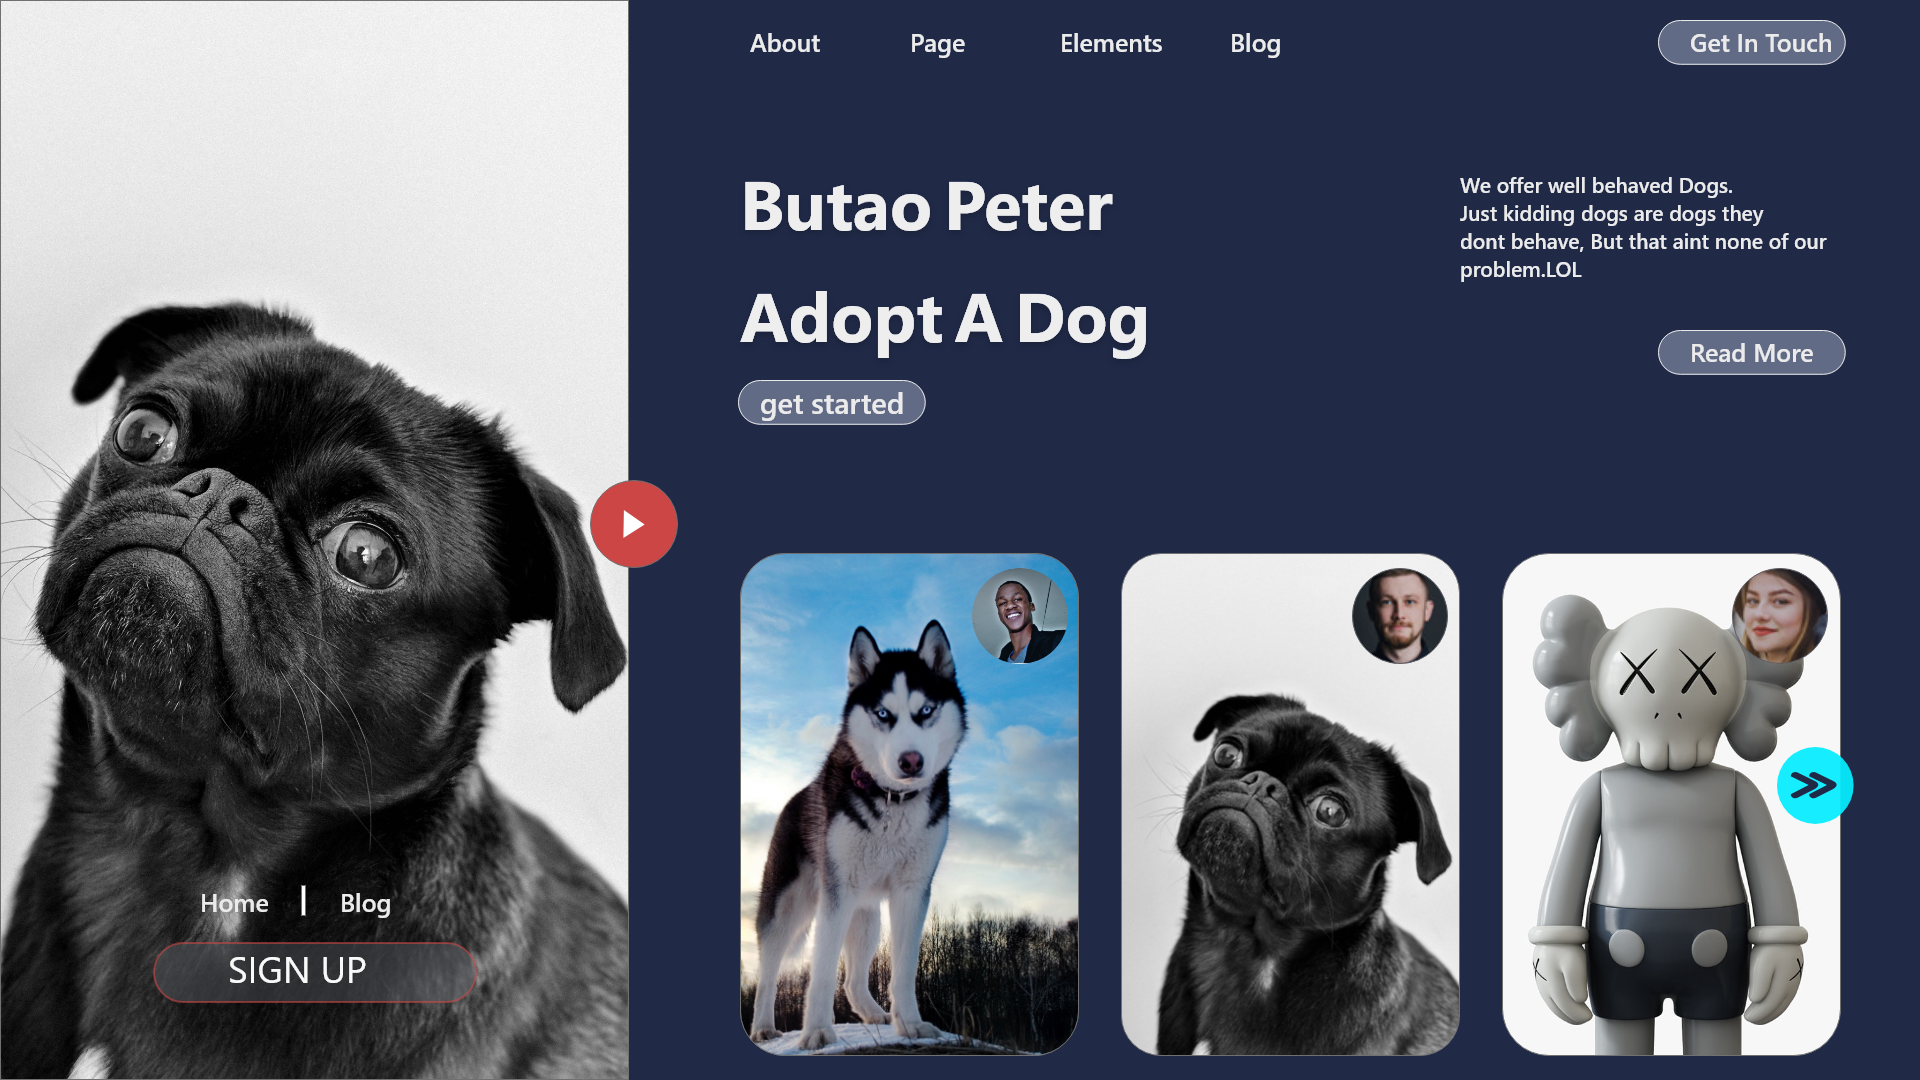 About
Page
Elements
Blog
Get In Touch
Butao Peter
Adopt A Dog
get started
We offer well behaved Dogs.
Just kidding dogs are dogs they
dont behave, But that aint none of our
problem.LOL
Read More
Home | Blog
SIGN UP